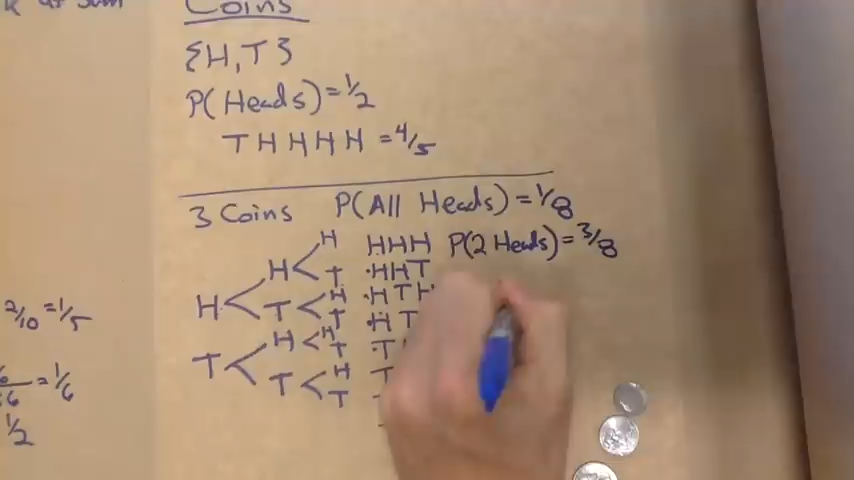 Coins
{H, T}
P(Heads) = 1/2
T H H H H = 4/5
3 Coins P(All Heads) = 1/8
H HHH P(2 Heads) = 3/8
H < T ·HHT
H < T < H ·HTH
T ·HT
H < H ·T
T < T
T < H T
T
2/10 = 1/5
= 1/6
1/2